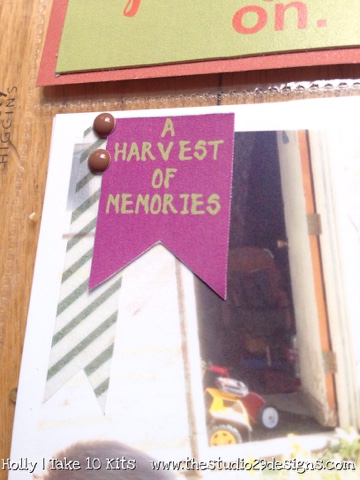 on.
HIGGINS
A
HARVEST
OF
MEMORIES
Holly | Take 10 Kits www.thestudio29designs.com